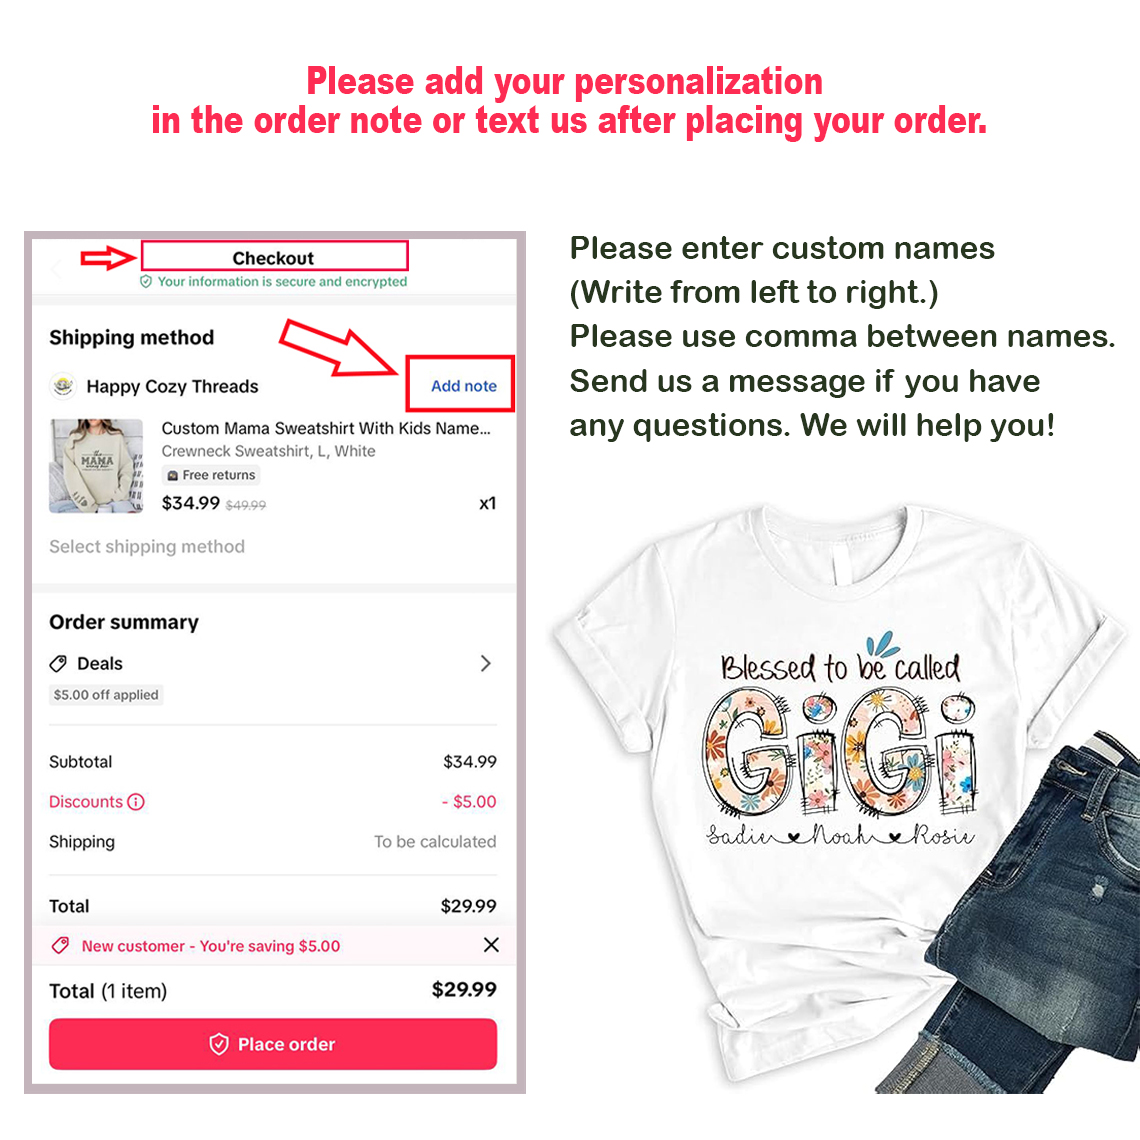 Please add your personalization
in the order note or text us after placing your order.
Checkout
Your information is secure and encrypted
Shipping method
Happy Cozy Threads
Add note
Custom Mama Sweatshirt With Kids Name...
Crewneck Sweatshirt, L, White
Free returns
$34.99 $49.99
x1
Select shipping method
Order summary
Deals
$5.00 off applied
Subtotal
$34.99
Discounts
- $5.00
Shipping
To be calculated
Total
$29.99
New customer - You're saving $5.00
Total (1 item)
$29.99
Place order
MAMA
Please enter custom names
(Write from left to right.)
Please use comma between names.
Send us a message if you have
any questions. We will help you!
Blessed to be called
GiGi
Sadie Noah Rosie